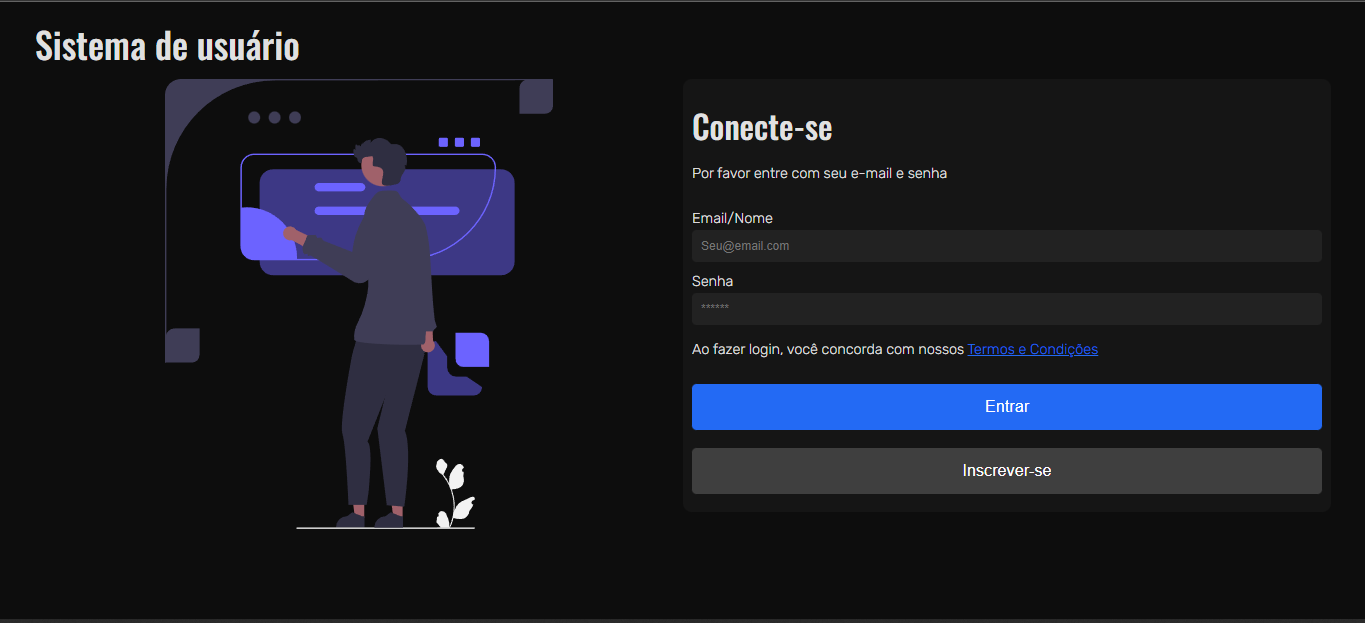 Sistema de usuário
Conecte-se
Por favor entre com seu e-mail e senha
Email/Nome
Seu@email.com
Senha
******
Ao fazer login, você concorda com nossos Termos e Condições
Entrar
Inscrever-se